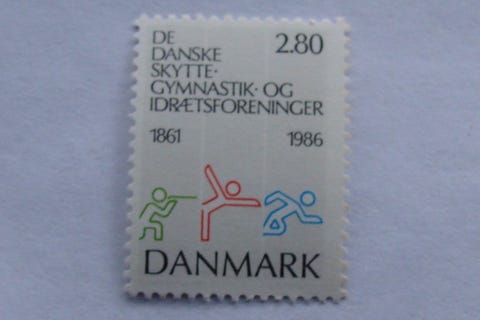 DE 2.80
DANSKE
SKYTTE·
GYMNASTIK· OG
IDRÆTSFORENINGER
1861 1986
DANMARK